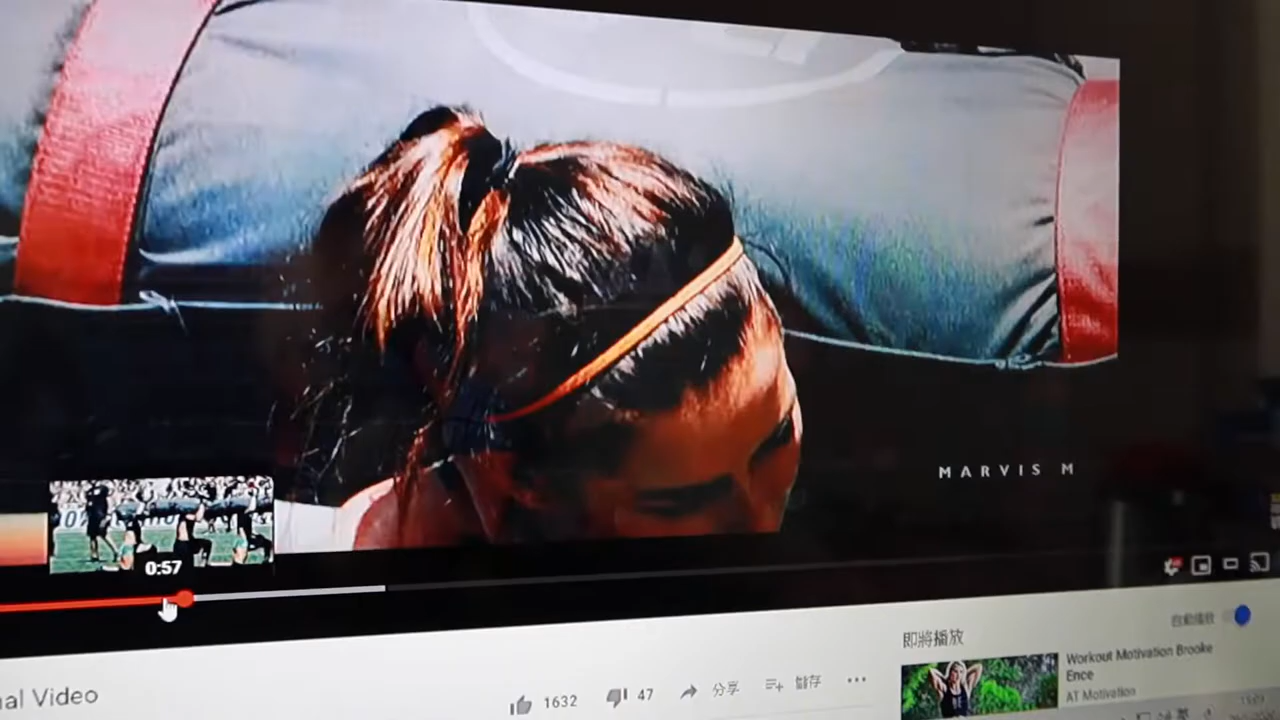 MARVIS M
0:57
自動播放
即將播放
Workout Motivation Brooke
Ence
AT Motivation
al Video
1632
47
分享
儲存